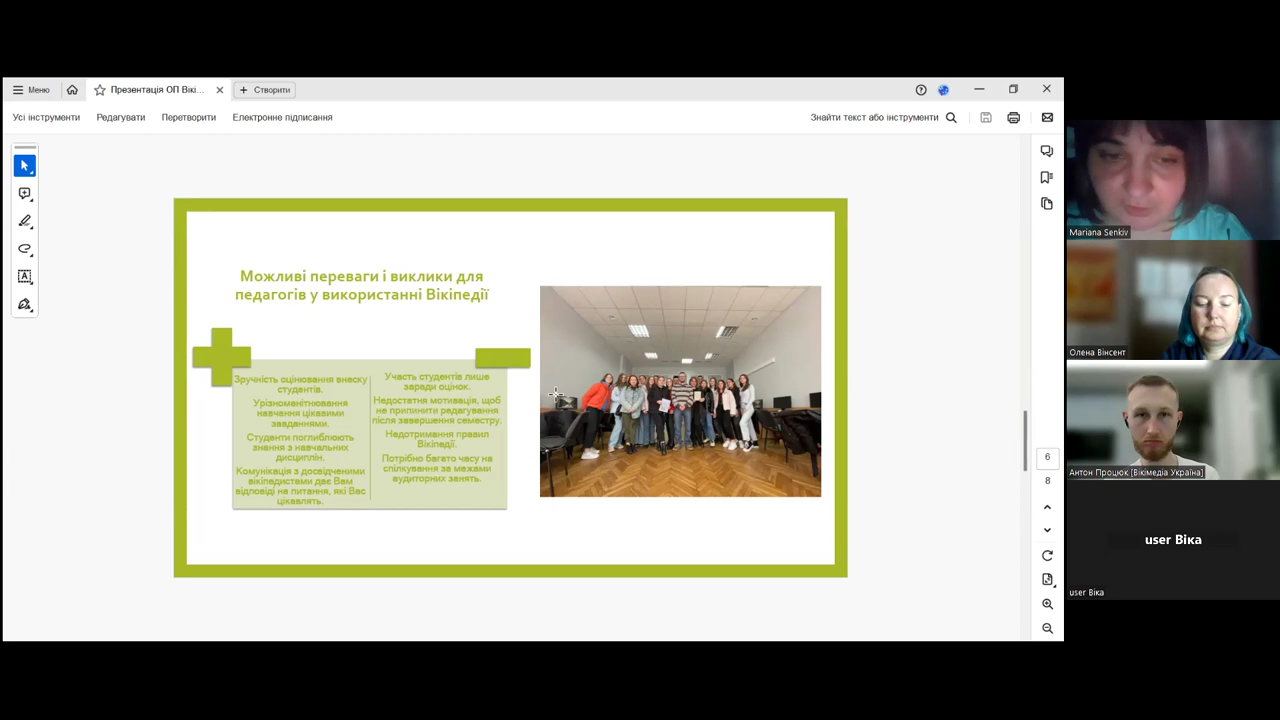 Меню
Презентація ОП Вікі...
Створити
Усі інструменти
Редагувати
Перетворити
Електронне підписання
Знайти текст або інструменти
Можливі переваги і виклики для
педагогів у використанні Вікіпедії
Зручність оцінювання внеску
студентів.
Урізноманітнювання
навчання цікавими
завданнями.
Студенти поглиблюють
знання з навчальних
дисциплін.
Комунікація з досвідченими
вікіпедистами дає Вам
відповіді на питання, які Вас
цікавлять.
Участь студентів лише
заради оцінок.
Недостатня мотивація, щоб
не припинити редагування
після завершення семестру.
Недотримання правил
Вікіпедії.
Потрібно багато часу на
спілкування за межами
аудиторних занять.
6
8
Mariana Senkiv
Олена Вінсент
Антон Процюк [Вікімедіа Україна]
user Віка
user Віка